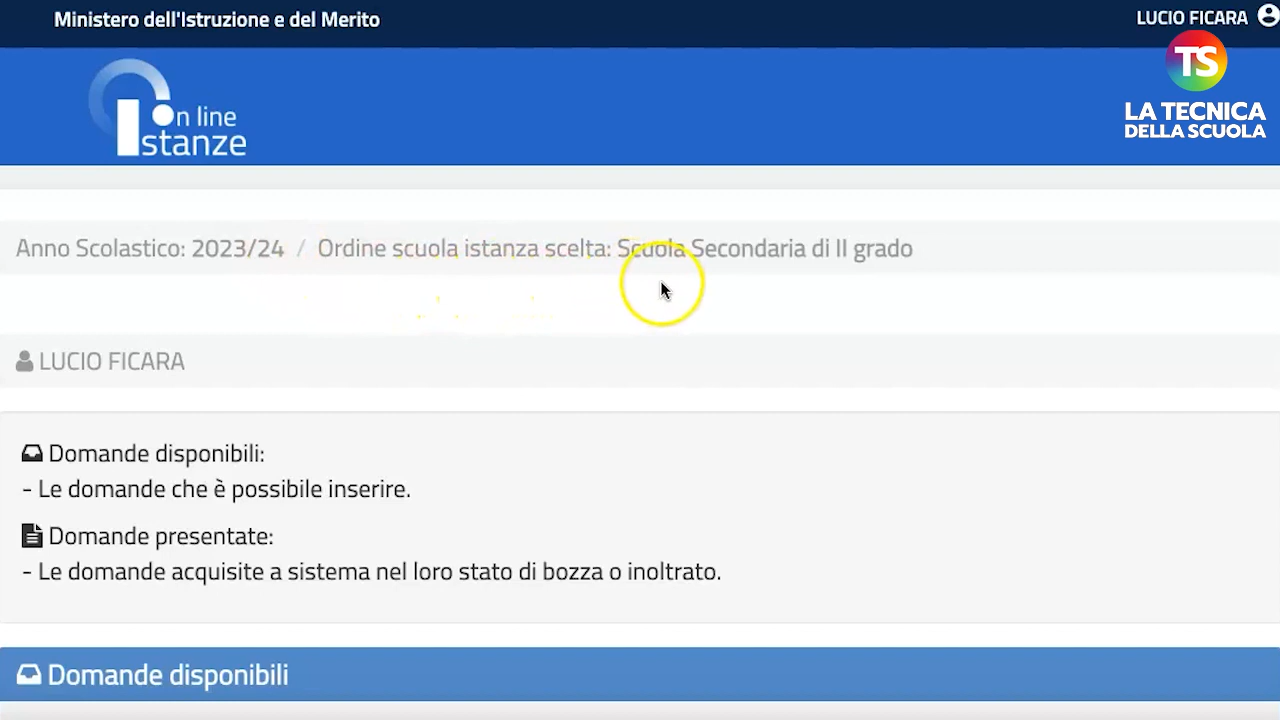 Ministero dell'Istruzione e del Merito
LUCIO FICARA
TS
LA TECNICA
DELLA SCUOLA
On line
Istanze
Anno Scolastico: 2023/24 / Ordine scuola istanza scelta: Scuola Secondaria di II grado
LUCIO FICARA
Domande disponibili:
- Le domande che è possibile inserire.
Domande presentate:
- Le domande acquisite a sistema nel loro stato di bozza o inoltrato.
Domande disponibili